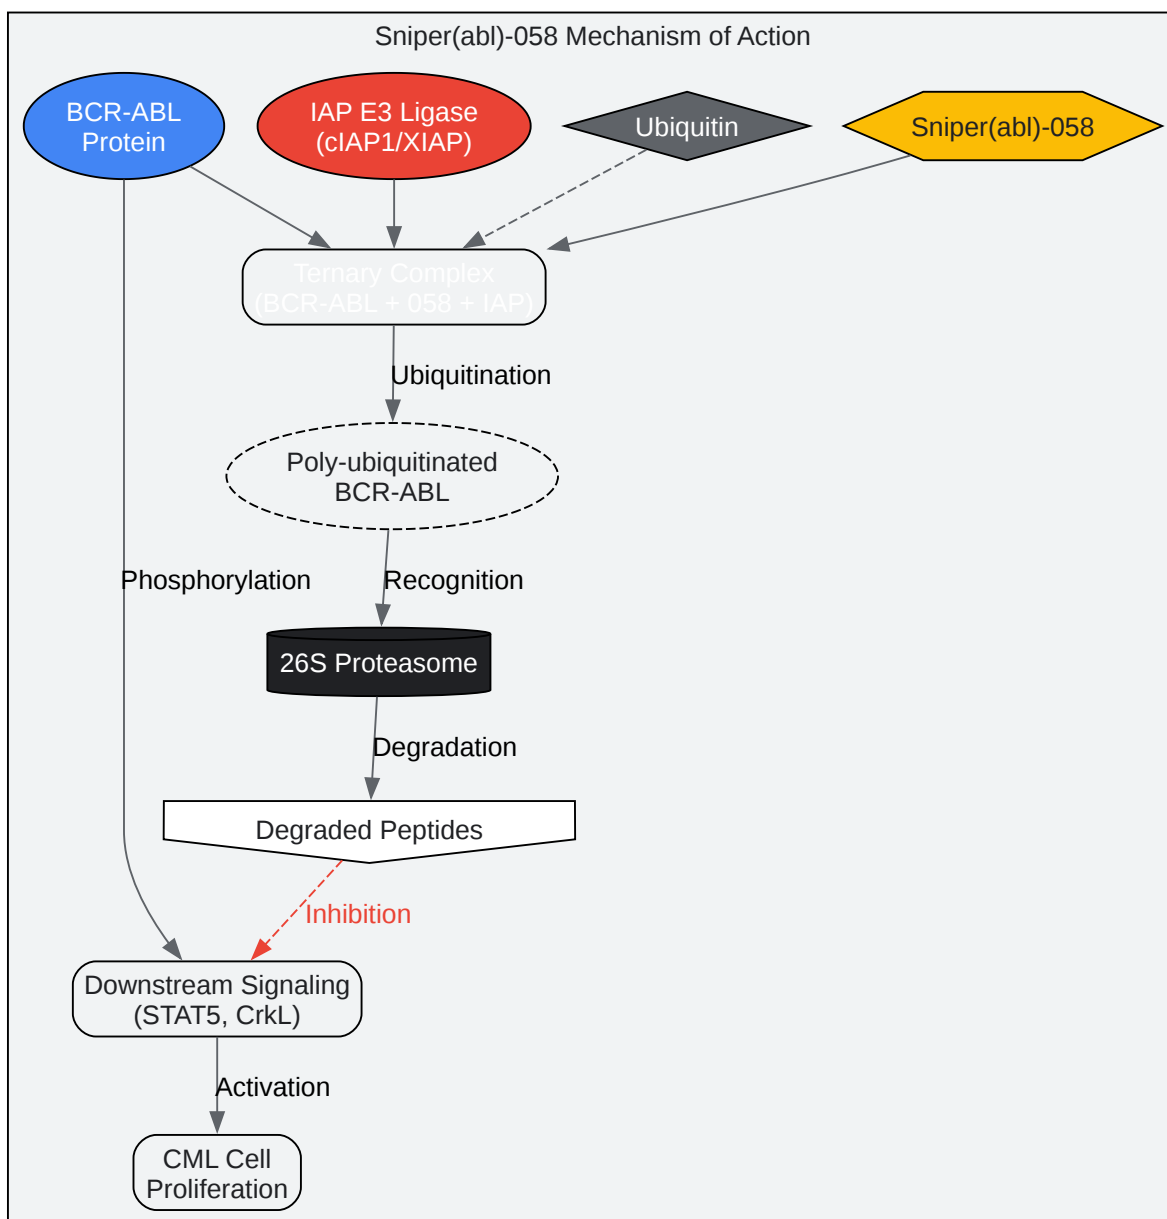 Sniper(abl)-058 Mechanism of Action
BCR-ABL
Protein
IAP E3 Ligase
(cIAP1/XIAP)
Ubiquitin
Sniper(abl)-058
Ternary Complex
(BCR-ABL + 058 + IAP)
Ubiquitination
Poly-ubiquitinated
BCR-ABL
Phosphorylation
Recognition
26S Proteasome
Degradation
Degraded Peptides
Inhibition
Downstream Signaling
(STAT5, CrkL)
Activation
CML Cell
Proliferation